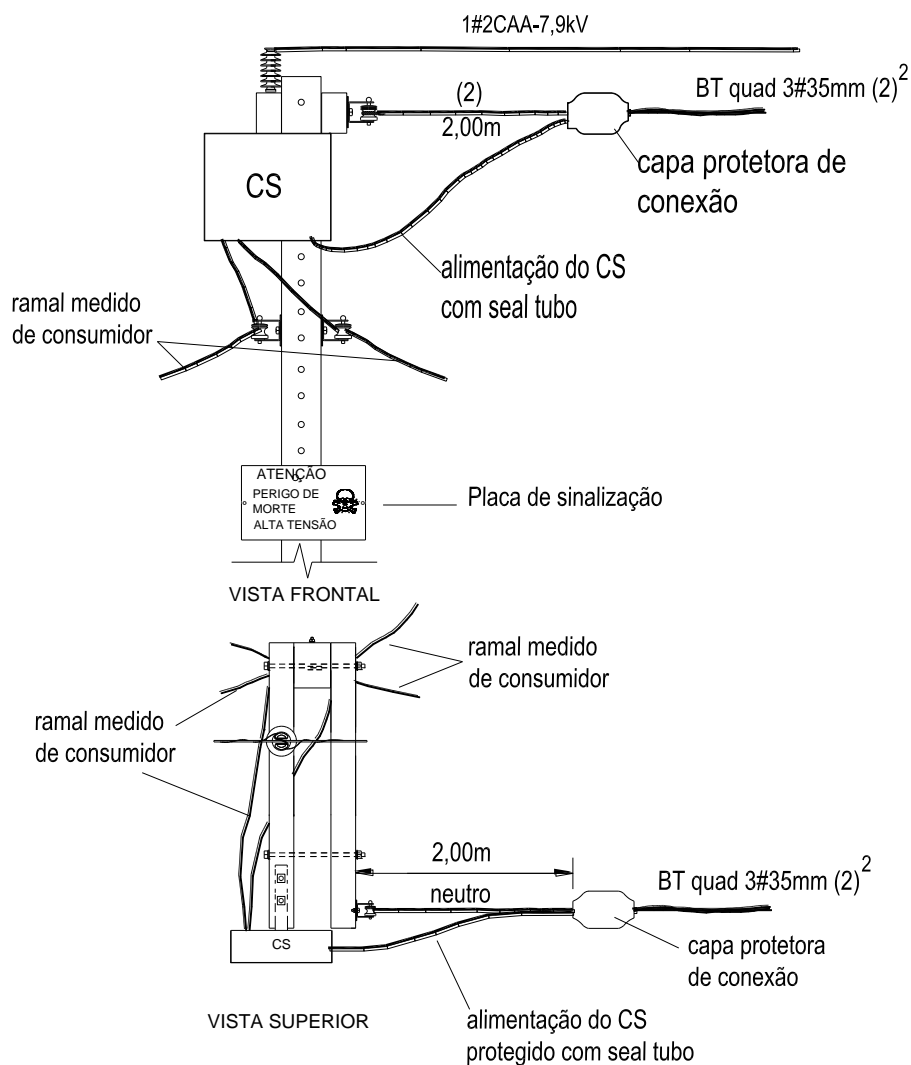 1#2CAA-7,9kV
(2)
2,00m
BT quad 3#35mm (2)²
capa protetora de
conexão
CS
alimentação do CS
com seal tubo
ramal medido
de consumidor
ATENÇÃO
PERIGO DE
MORTE
ALTA TENSÃO
Placa de sinalização
VISTA FRONTAL
ramal medido
de consumidor
ramal medido
de consumidor
2,00m
neutro
BT quad 3#35mm (2)²
CS
capa protetora
de conexão
VISTA SUPERIOR
alimentação do CS
protegido com seal tubo